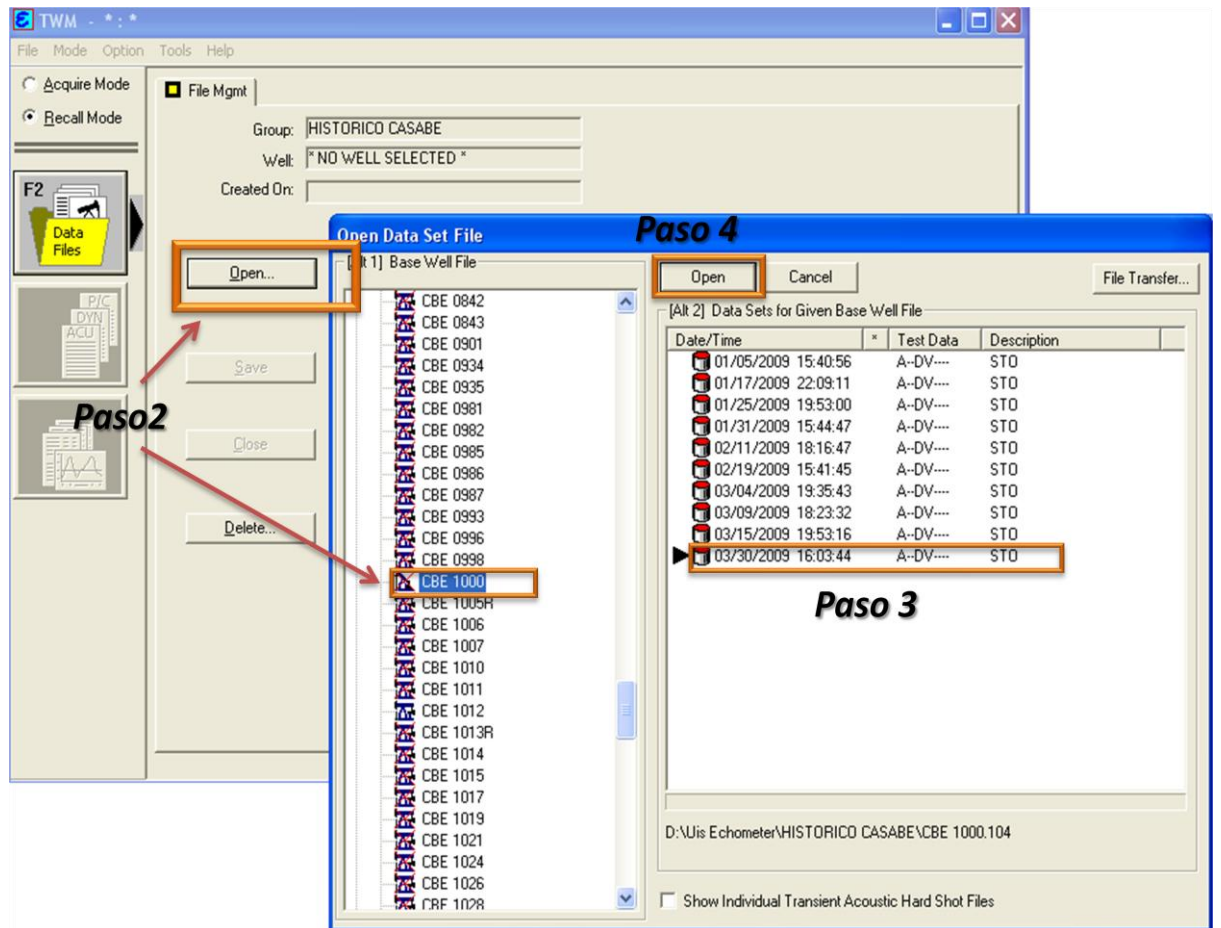 TWM - * : *
File Mode Option Tools Help
Acquire Mode
Recall Mode
File Mgmt
Group: HISTORICO CASABE
Well: * NO WELL SELECTED *
Created On:
F2
Data
Files
P/C
DYN
ACU
Open...
Save
Close
Delete...
Paso2
Open Data Set File
Paso 4
[Alt 1] Base Well File
CBE 0842
CBE 0843
CBE 0901
CBE 0934
CBE 0935
CBE 0981
CBE 0982
CBE 0985
CBE 0986
CBE 0987
CBE 0993
CBE 0996
CBE 0998
CBE 1000
CBE 1005H
CBE 1006
CBE 1007
CBE 1010
CBE 1011
CBE 1012
CBE 1013R
CBE 1014
CBE 1015
CBE 1017
CBE 1019
CBE 1021
CBE 1024
CBE 1026
CBE 1028
Open Cancel File Transfer...
[Alt 2] Data Sets for Given Base Well File
Date/Time * Test Data Description
01/05/2009 15:40:56 A--DV---- STO
01/17/2009 22:09:11 A--DV---- STO
01/25/2009 19:53:00 A--DV---- STO
01/31/2009 15:44:47 A--DV---- STO
02/11/2009 18:16:47 A--DV---- STO
02/19/2009 15:41:45 A--DV---- STO
03/04/2009 19:35:43 A--DV---- STO
03/09/2009 18:23:32 A--DV---- STO
03/15/2009 19:53:16 A--DV---- STO
03/30/2009 16:03:44 A--DV---- STO
Paso 3
D:\Uis Echometer\HISTORICO CASABE\CBE 1000.104
Show Individual Transient Acoustic Hard Shot Files